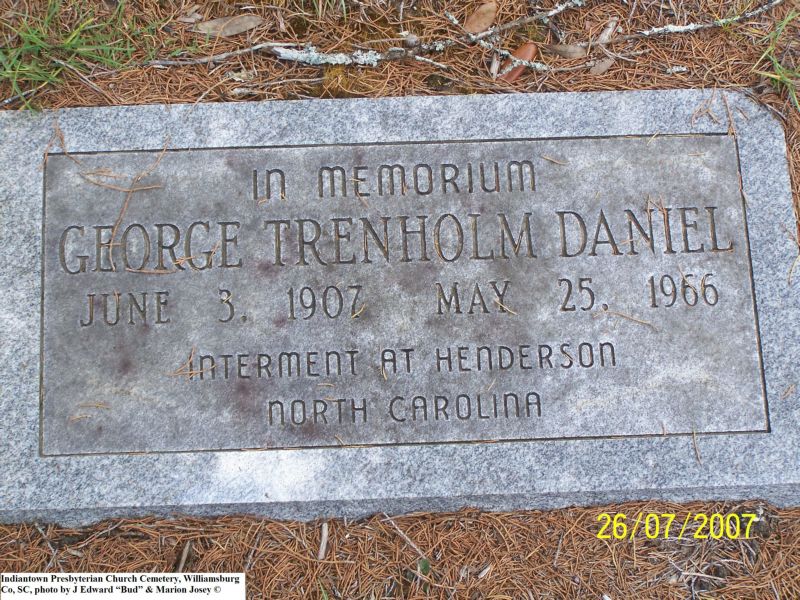 IN MEMORIUM
GEORGE TRENHOLM DANIEL
JUNE 3, 1907 MAY 25, 1966
INTERMENT AT HENDERSON
NORTH CAROLINA
26/07/2007
Indiantown Presbyterian Church Cemetery, Williamsburg
Co, SC, photo by J Edward “Bud” & Marion Josey ©